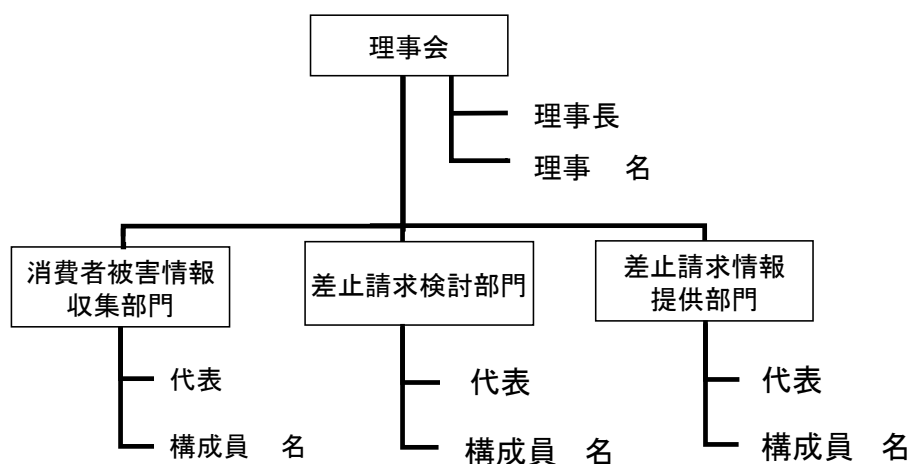 理事会
理事長
理事　名
消費者被害情報
収集部門
差止請求検討部門
差止請求情報
提供部門
代表
代表
代表
構成員　名
構成員　名
構成員　名